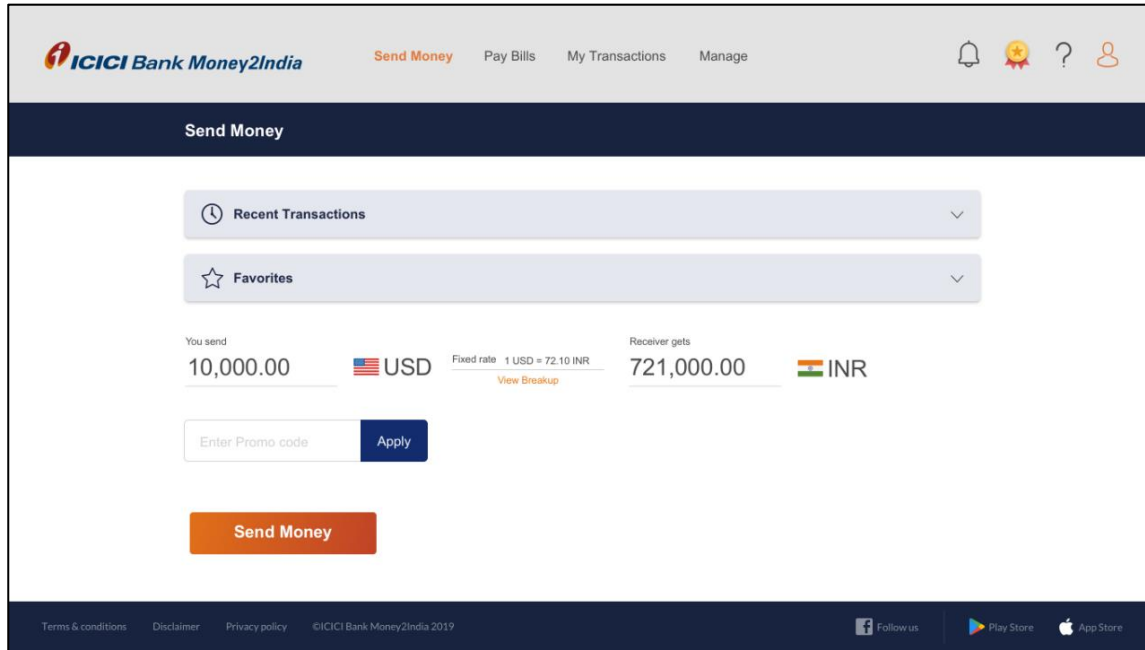 ICICI Bank Money2India
Send Money Pay Bills My Transactions Manage
Send Money
Recent Transactions
Favorites
You send
10,000.00 USD
Fixed rate 1 USD = 72.10 INR
View Breakup
Receiver gets
721,000.00 INR
Enter Promo code Apply
Send Money
Terms & conditions Disclaimer Privacy policy ©ICICI Bank Money2India 2019 Follow us Play Store App Store